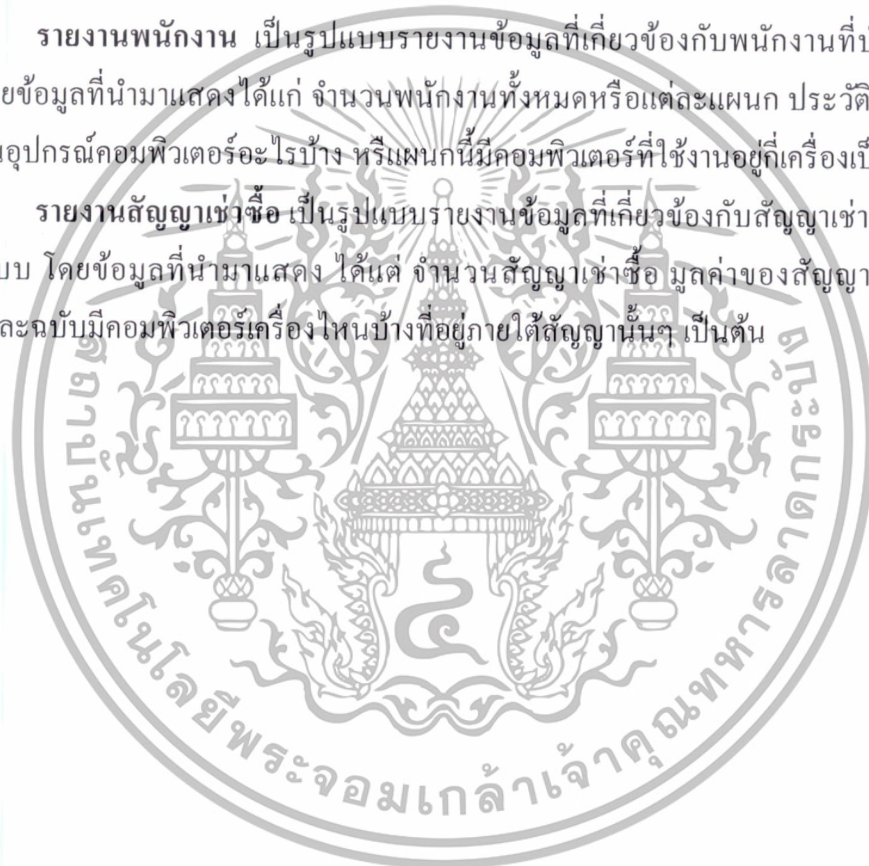 รายงานพนักงาน เป็นรูปแบบรายงานข้อมูลที่เกี่ยวข้องกับพนักงานที่
ข้อมูลที่นำมาแสดงได้แก่ จำนวนพนักงานทั้งหมดหรือแต่ละแผนก ประวัติ
อุปกรณ์คอมพิวเตอร์อะไรบ้าง หรืแผนกนี้มีคอมพิวเตอร์ที่ใช้งานอยู่กี่เครื่องเป็
รายงานสัญญาเช่าซื้อ เป็นรูปแบบรายงานข้อมูลที่เกี่ยวข้องกับสัญญาเช่า
บบ โดยข้อมูลที่นำมาแสดง ได้แต่ จำนวนสัญญาเช่าซื้อ มูลค่าของสัญญา
ละฉบับมีคอมพิวเตอร์เครื่องไหนบ้างที่อยู่ภายใต้สัญญานั้นๆ เป็นต้น
สถาบันเทคโนโลยีพระจอมเกล้าเจ้าคุณทหารลาดกระบัง